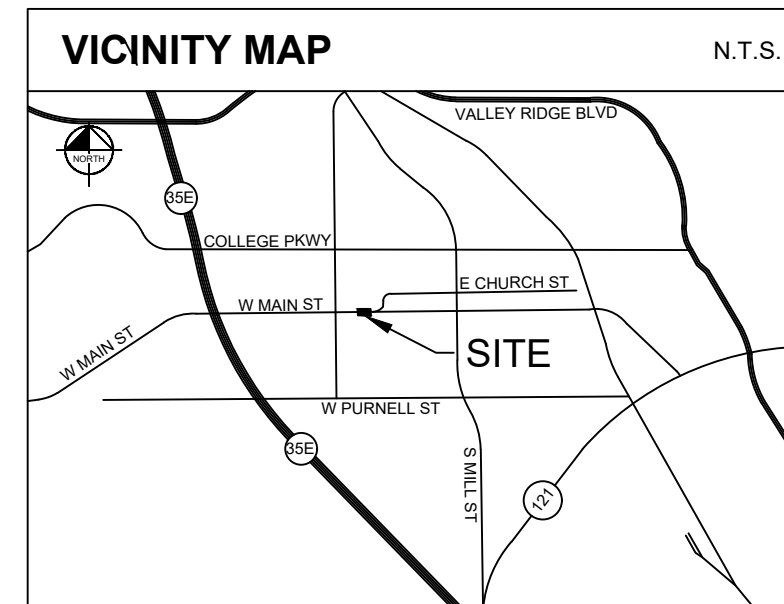 VICINITY MAP
N.T.S.
VALLEY RIDGE BLVD
NORTH
35E
COLLEGE PKWY
E CHURCH ST
W MAIN ST
W MAIN ST
SITE
W PURNELL ST
35E
S MILL ST
121